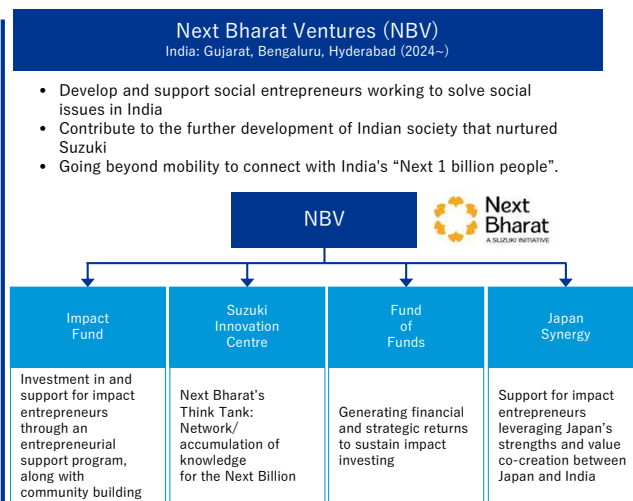 Next Bharat Ventures (NBV)
India: Gujarat, Bengaluru, Hyderabad (2024~)
• Develop and support social entrepreneurs working to solve social
issues in India
• Contribute to the further development of Indian society that nurtured
Suzuki
• Going beyond mobility to connect with India's “Next 1 billion people”.
NBV
Next
Bharat
A SUZUKI INITIATIVE
Impact
Fund
Suzuki
Innovation
Centre
Fund
of
Funds
Japan
Synergy
Investment in and
support for impact
entrepreneurs
through an
entrepreneurial
support program,
along with
community building
Next Bharat’s
Think Tank:
Network/
accumulation of
knowledge
for the Next Billion
Generating financial
and strategic returns
to sustain impact
investing
Support for impact
entrepreneurs
leveraging Japan’s
strengths and value
co-creation between
Japan and India